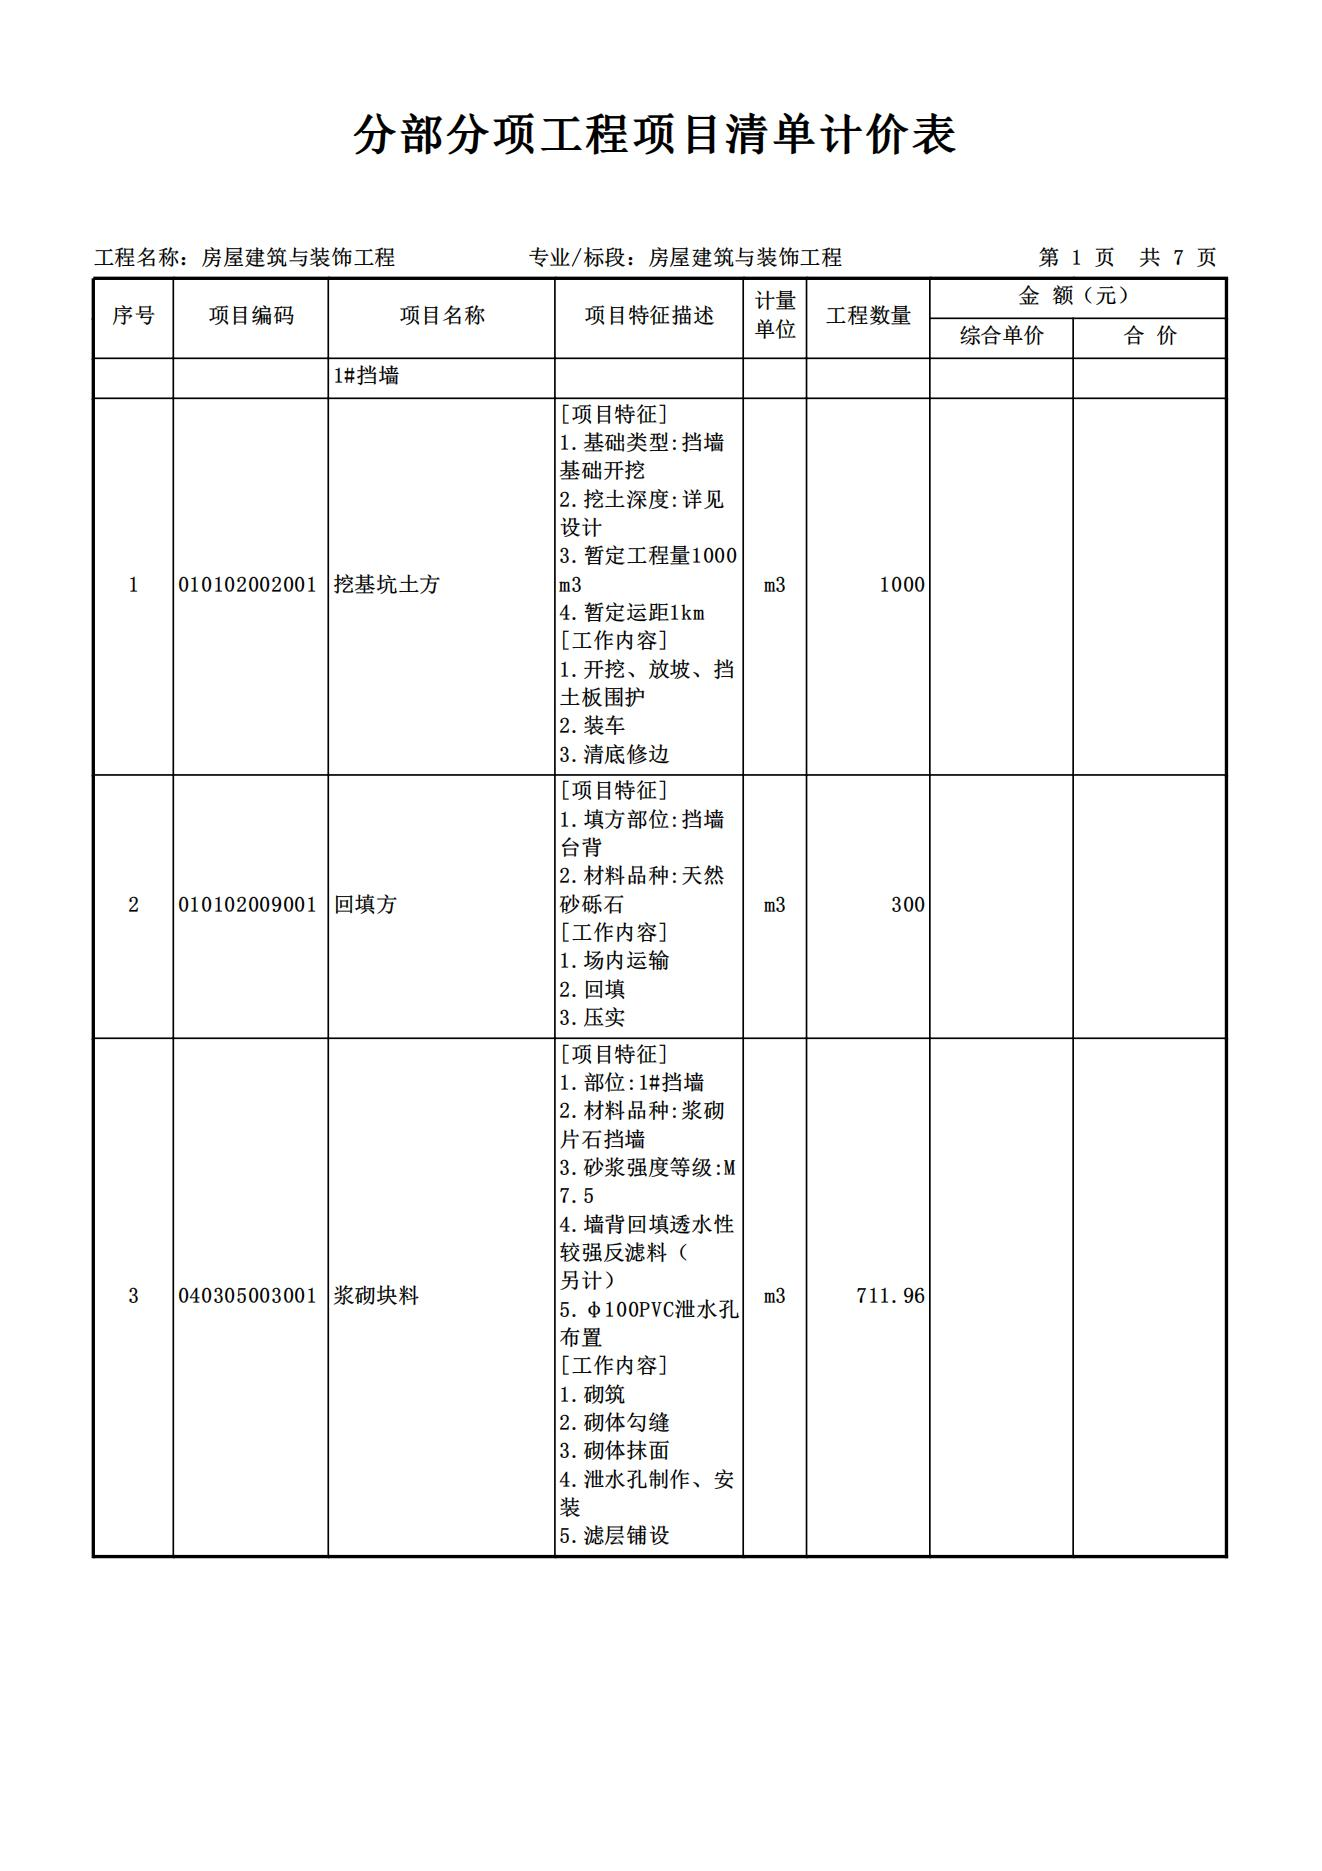 分部分项工程项目清单计价表
工程名称：房屋建筑与装饰工程 专业/标段：房屋建筑与装饰工程 第 1 页 共 7 页
序号 项目编码 项目名称 项目特征描述 计量单位 工程数量 金 额（元）
综合单价 合 价
1#挡墙
[项目特征]
1.基础类型:挡墙
基础开挖
2.挖土深度:详见
设计
3.暂定工程量1000
m3
1 010102002001 挖基坑土方 m3 1000
4.暂定运距1km
[工作内容]
1.开挖、放坡、挡
土板围护
2.装车
3.清底修边
[项目特征]
1.填方部位:挡墙
台背
2.材料品种:天然
砂砾石
2 010102009001 回填方 m3 300
[工作内容]
1.场内运输
2.回填
3.压实
[项目特征]
1.部位:1#挡墙
2.材料品种:浆砌
片石挡墙
3.砂浆强度等级:M
7.5
4.墙背回填透水性
较强反滤料（
另计）
3 040305003001 浆砌块料 m3 711.96
5.φ100PVC泄水孔
布置
[工作内容]
1.砌筑
2.砌体勾缝
3.砌体抹面
4.泄水孔制作、安
装
5.滤层铺设